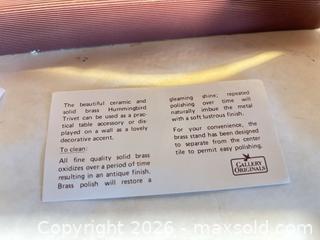 The beautiful ceramic and
solid brass Hummingbird
Trivet can be used as a prac-
tical table accessory or dis-
played on a wall as a lovely
decorative accent.
To clean:
All fine quality solid brass
oxidizes over a period of time
resulting in an antique finish.
Brass polish will restore a
gleaming shine; repeated
polishing over time will
naturally imbue the metal
with a soft lustrous finish.
For your convenience, the
brass stand has been designed
to separate from the center
tile to permit easy polishing.
GALLERY
ORIGINALS
Copyright 2026 - maxsold.com